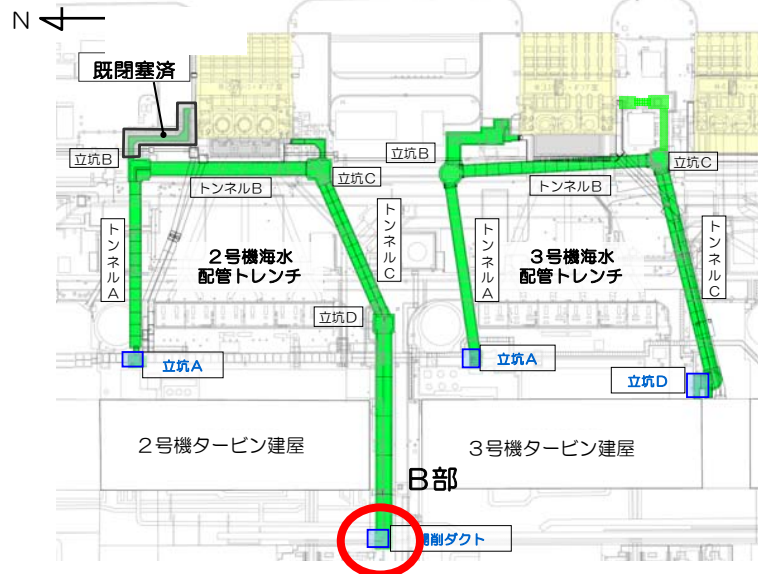 N
既閉塞済
立坑B
トンネルB
立坑C
トンネルA
2号機海水
配管トレンチ
トンネルC
立坑D
立坑A
2号機タービン建屋
立坑B
トンネルB
立坑C
トンネルA
3号機海水
配管トレンチ
トンネルC
立坑A
立坑D
3号機タービン建屋
B部
開削ダクト